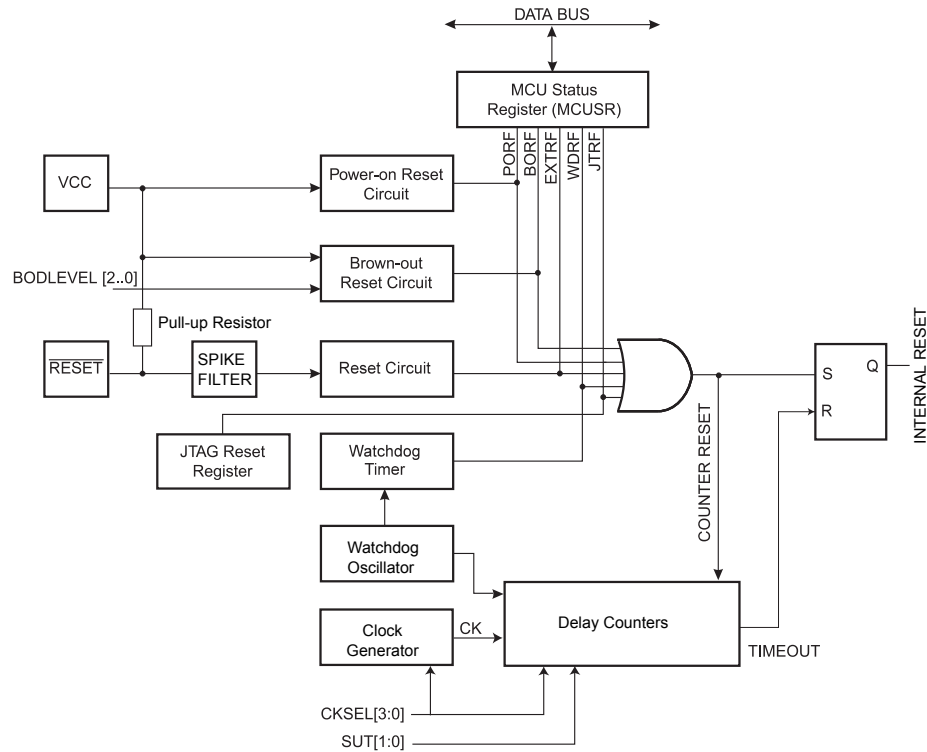 DATA BUS
MCU Status
Register (MCUSR)
PORF
BORF
EXTRF
WDRF
JTRF
VCC
Power-on Reset
Circuit
BODLEVEL [2..0]
Brown-out
Reset Circuit
Pull-up Resistor
RESET
SPIKE
FILTER
Reset Circuit
S
Q
R
INTERNAL RESET
JTAG Reset
Register
Watchdog
Timer
COUNTER RESET
Watchdog
Oscillator
Clock
Generator
CK
Delay Counters
TIMEOUT
CKSEL[3:0]
SUT[1:0]